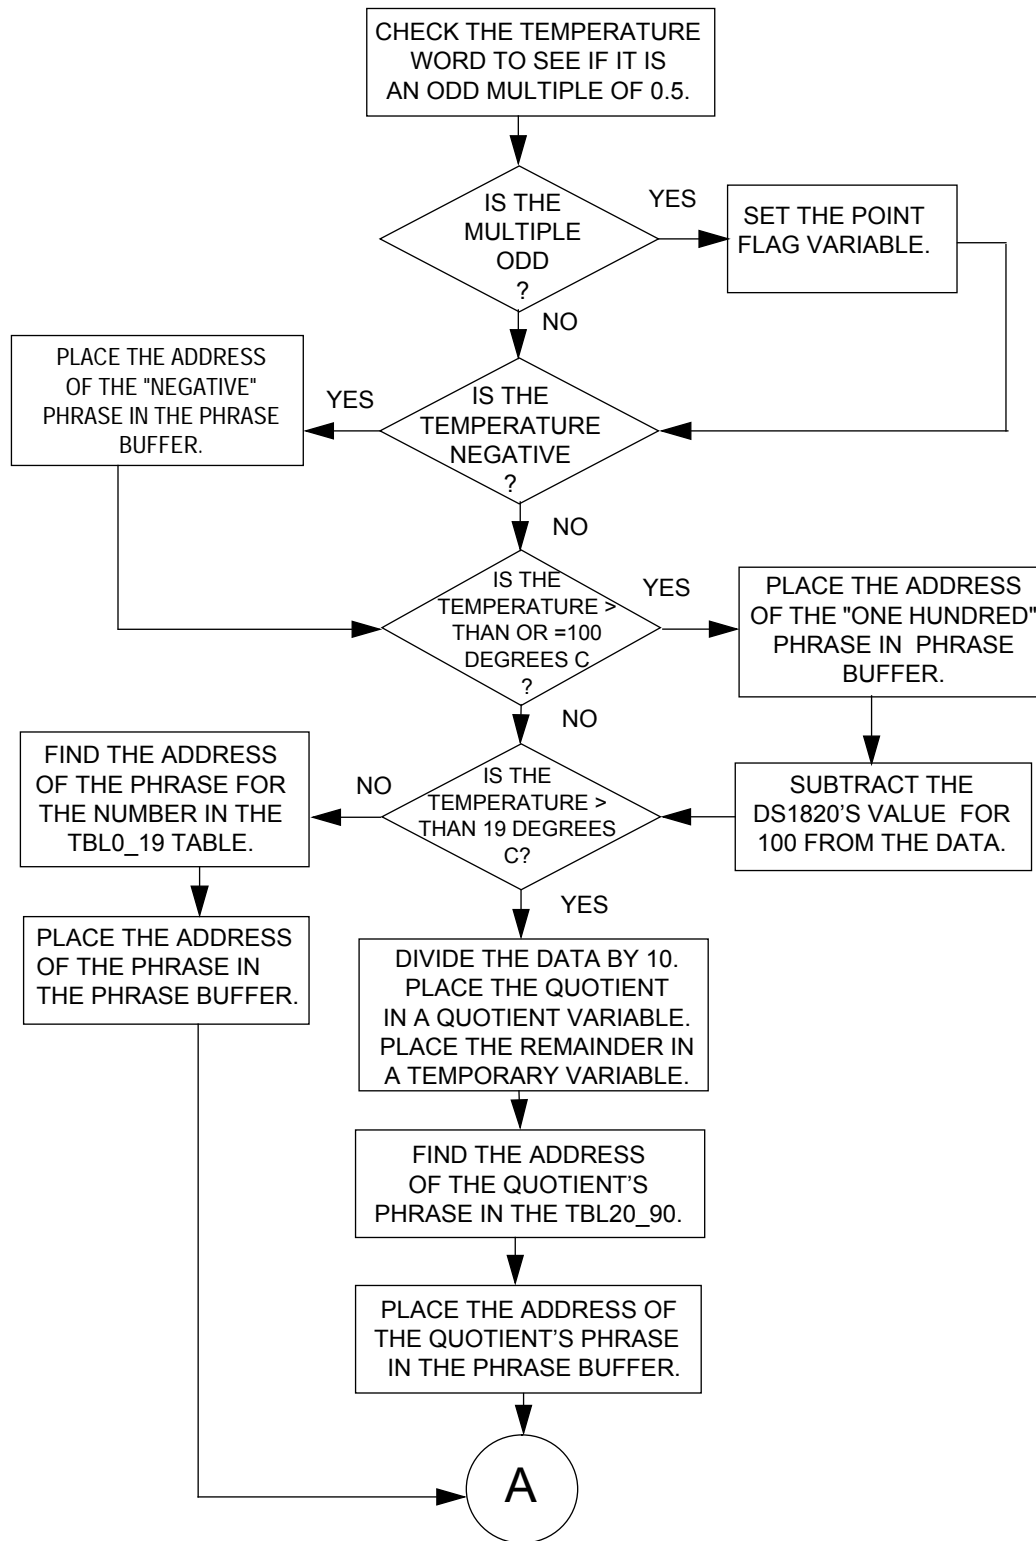 CHECK THE TEMPERATURE
WORD TO SEE IF IT IS
AN ODD MULTIPLE OF 0.5.
IS THE
MULTIPLE
ODD
?
YES
SET THE POINT
FLAG VARIABLE.
NO
PLACE THE ADDRESS
OF THE "NEGATIVE"
PHRASE IN THE PHRASE
BUFFER.
YES
IS THE
TEMPERATURE
NEGATIVE
?
NO
IS THE
TEMPERATURE >
THAN OR =100
DEGREES C
?
YES
PLACE THE ADDRESS
OF THE "ONE HUNDRED"
PHRASE IN PHRASE
BUFFER.
NO
FIND THE ADDRESS
OF THE PHRASE FOR
THE NUMBER IN THE
TBL0_19 TABLE.
NO
IS THE
TEMPERATURE >
THAN 19 DEGREES
C?
SUBTRACT THE
DS1820'S VALUE FOR
100 FROM THE DATA.
YES
PLACE THE ADDRESS
OF THE PHRASE IN
THE PHRASE BUFFER.
DIVIDE THE DATA BY 10.
PLACE THE QUOTIENT
IN A QUOTIENT VARIABLE.
PLACE THE REMAINDER IN
A TEMPORARY VARIABLE.
FIND THE ADDRESS
OF THE QUOTIENT'S
PHRASE IN THE TBL20_90.
PLACE THE ADDRESS OF
THE QUOTIENT'S PHRASE
IN THE PHRASE BUFFER.
A